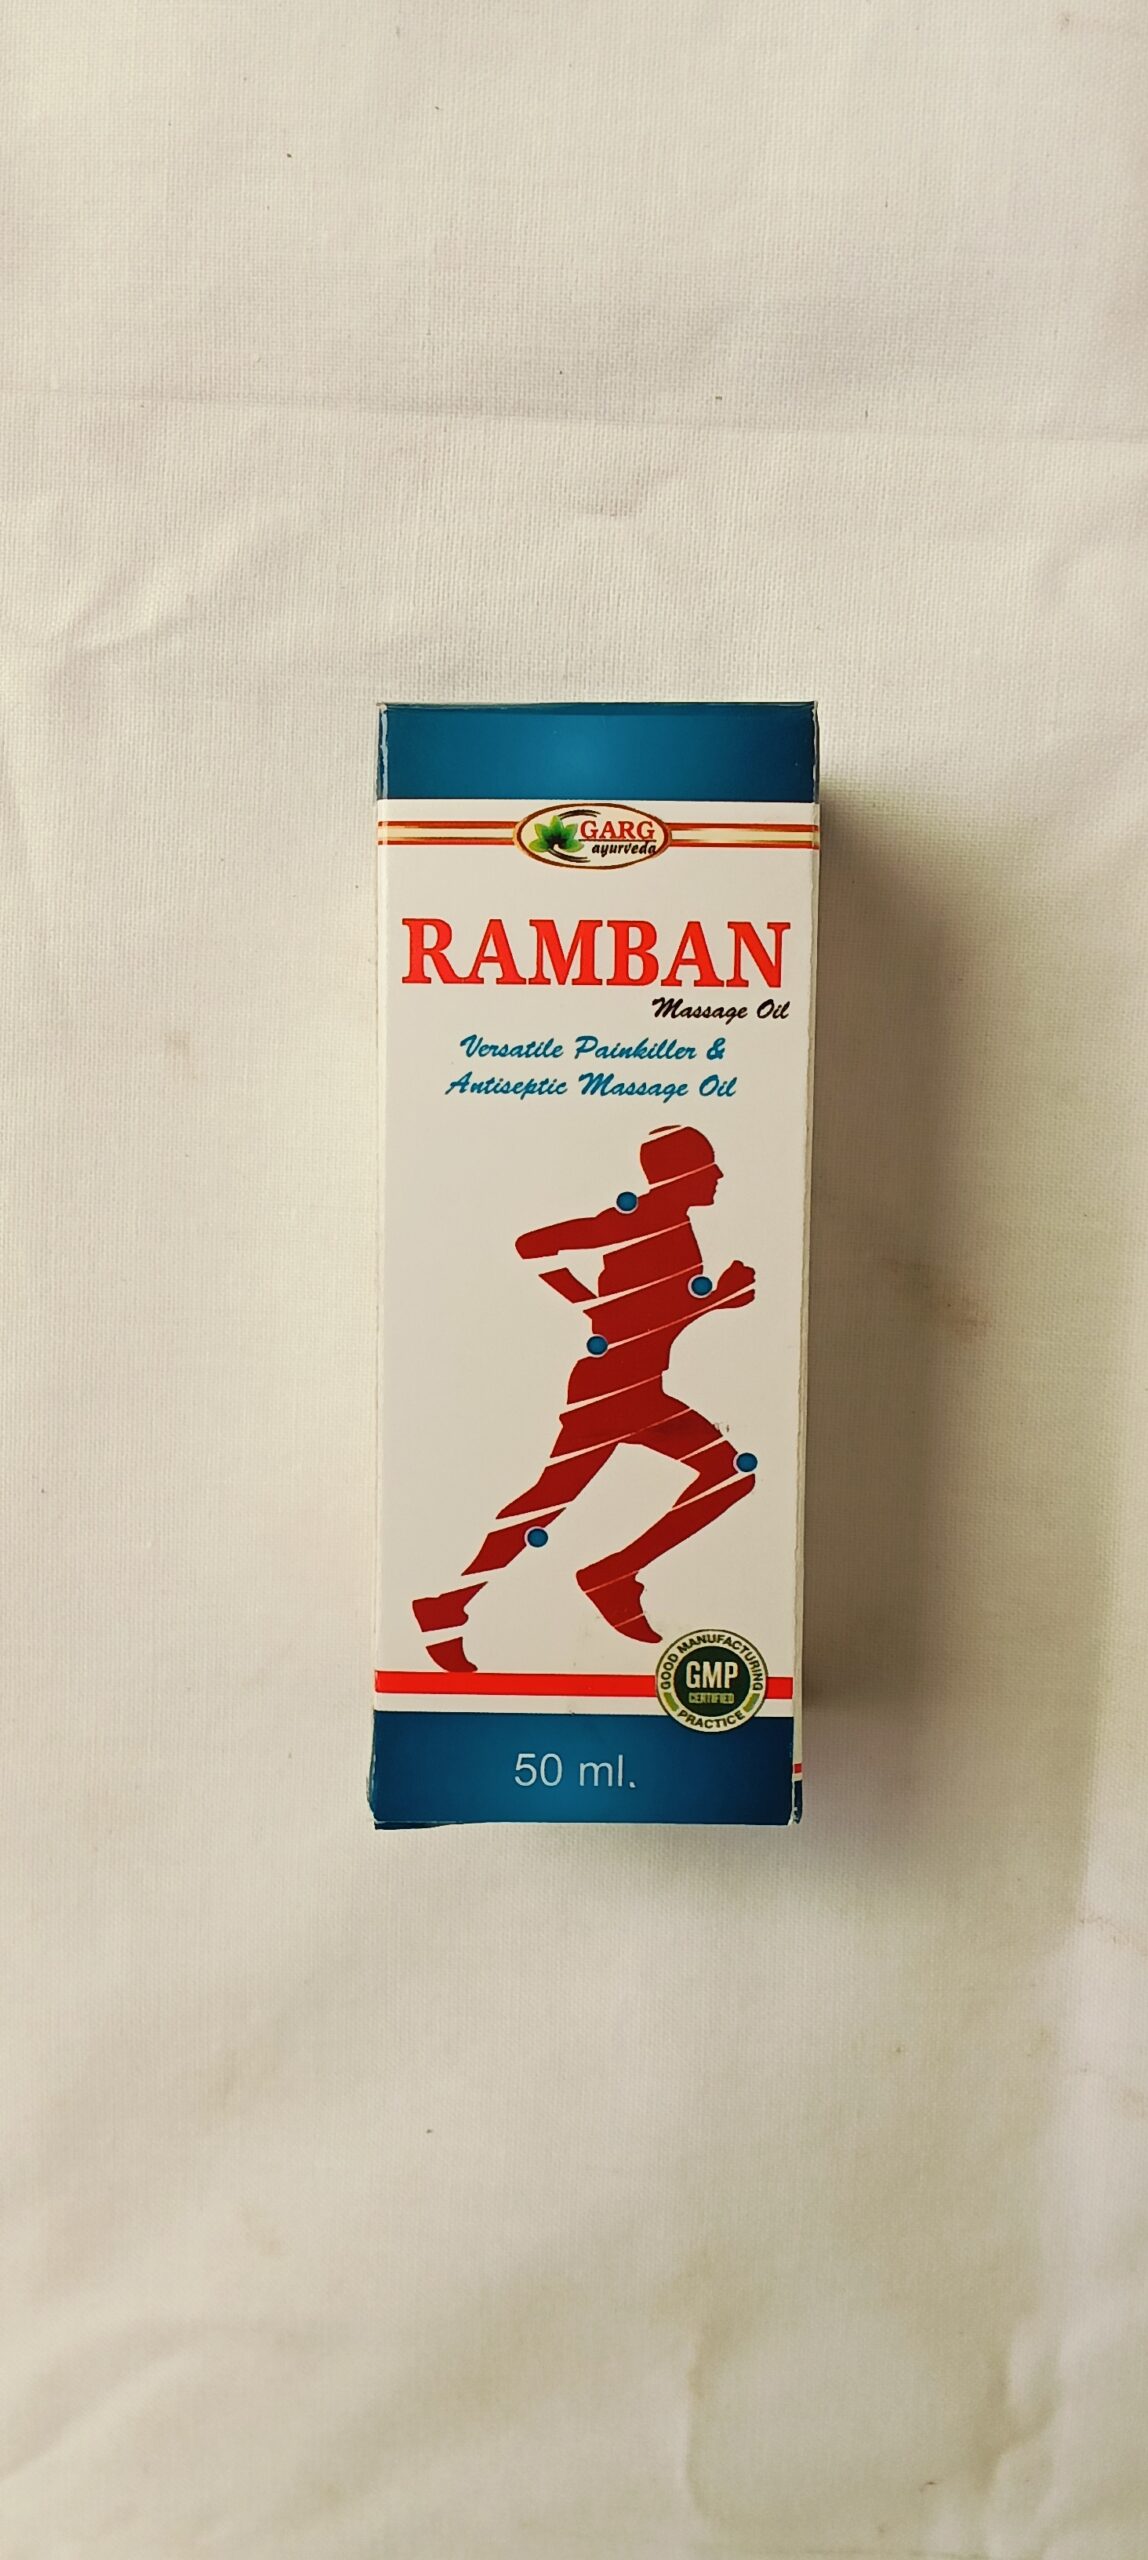 GARG
ayurveda
RAMBAN
Massage Oil
Versatile Painkiller &
Antiseptic Massage Oil
GOOD MANUFACTURING
GMP
CERTIFIED
PRACTICE
50 ml.